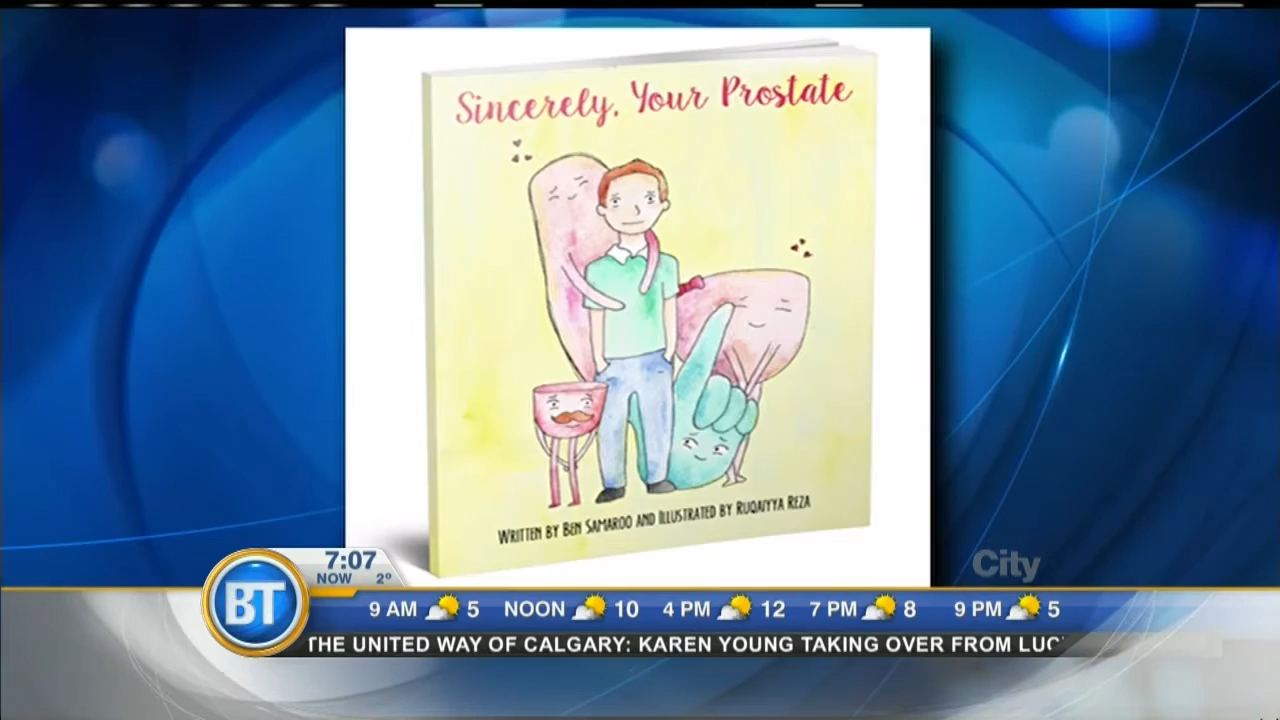 Sincerely, Your Prostate
WRITTEN BY BEN SAMAROO AND ILLUSTRATED BY RUQAIYYA REZA
City
7:07
NOW 2°
BT
9 AM 5 NOON 10 4 PM 12 7 PM 8 9 PM 5
THE UNITED WAY OF CALGARY: KAREN YOUNG TAKING OVER FROM